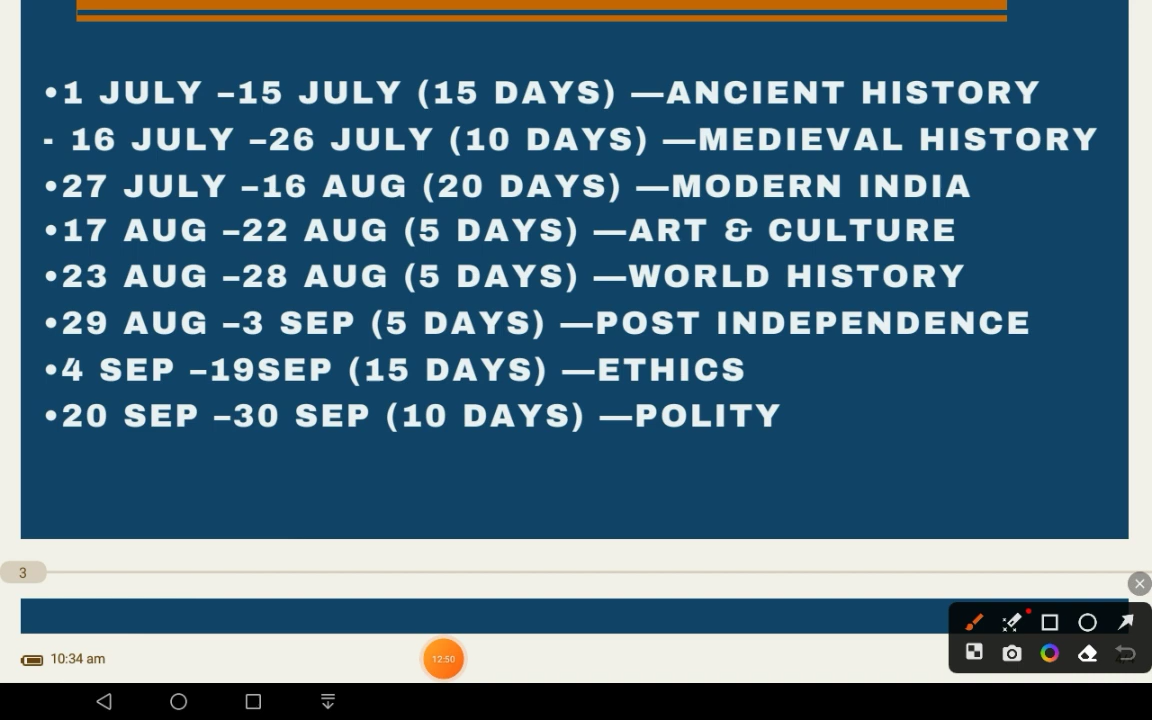 •1 JULY –15 JULY (15 DAYS) —ANCIENT HISTORY
- 16 JULY –26 JULY (10 DAYS) —MEDIEVAL HISTORY
•27 JULY –16 AUG (20 DAYS) —MODERN INDIA
•17 AUG –22 AUG (5 DAYS) —ART & CULTURE
•23 AUG –28 AUG (5 DAYS) —WORLD HISTORY
•29 AUG –3 SEP (5 DAYS) —POST INDEPENDENCE
•4 SEP –19SEP (15 DAYS) —ETHICS
•20 SEP –30 SEP (10 DAYS) —POLITY
3
10:34 am
12:50